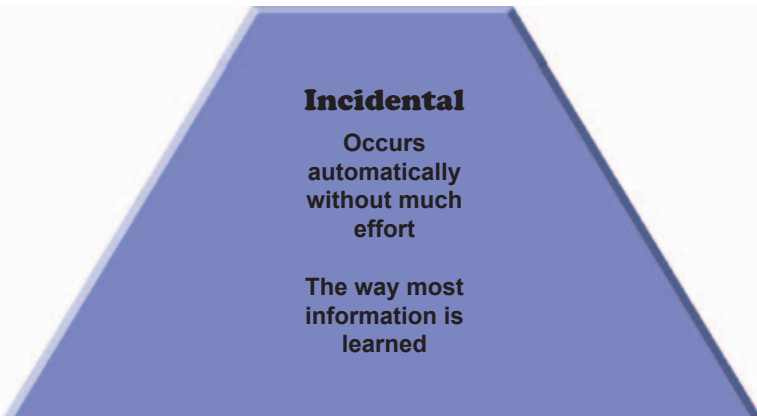 Incidental
Occurs
automatically
without much
effort
The way most
information is
learned